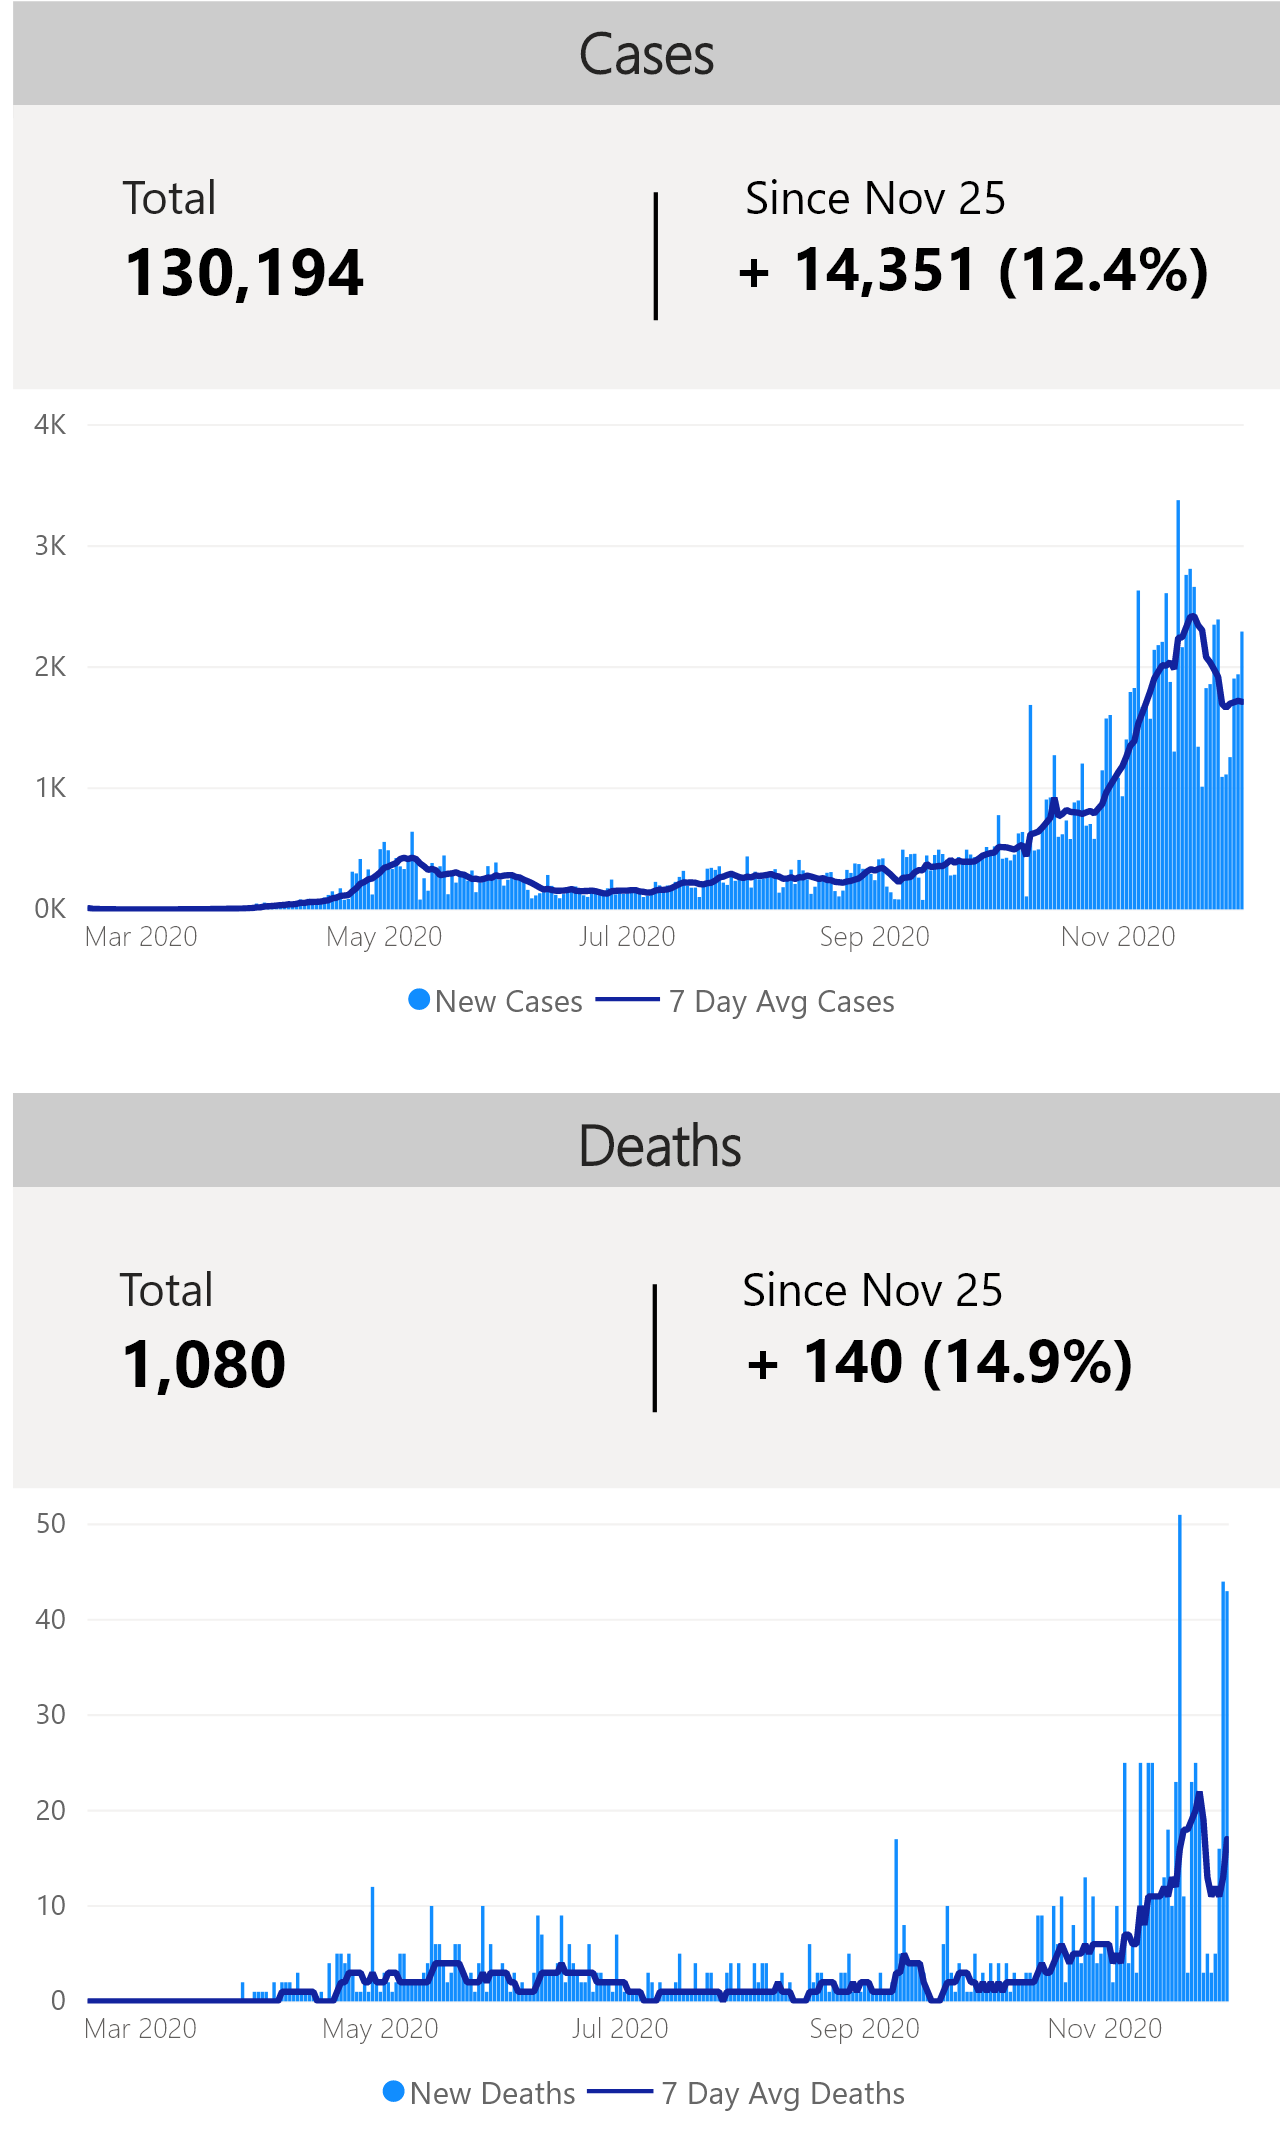 Cases
Total
Since Nov 25
130,194
+ 14,351 (12.4%)
4K
3K
2K
1K
0K
Mar 2020
May 2020
Jul 2020
Sep 2020
Nov 2020
New Cases
7 Day Avg Cases
Deaths
Total
Since Nov 25
1,080
+ 140 (14.9%)
50
40
30
20
10
0
Mar 2020
May 2020
Jul 2020
Sep 2020
Nov 2020
New Deaths
7 Day Avg Deaths